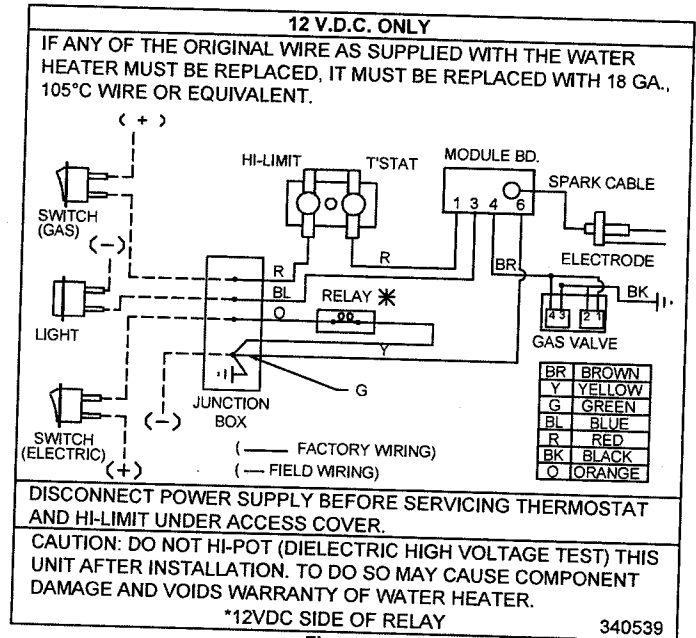 12 V.D.C. ONLY
IF ANY OF THE ORIGINAL WIRE AS SUPPLIED WITH THE WATER
HEATER MUST BE REPLACED, IT MUST BE REPLACED WITH 18 GA.,
105°C WIRE OR EQUIVALENT.
( + )
HI-LIMIT
T'STAT
MODULE BD.
SPARK CABLE
1 3 4 6
SWITCH
(GAS)
(-)
ELECTRODE
R
R
BR
BL
RELAY ✳
BK
O
4 3
2 1
LIGHT
GAS VALVE
Y
G
BR BROWN
Y YELLOW
G GREEN
BL BLUE
R RED
BK BLACK
O ORANGE
JUNCTION
BOX
(-)
SWITCH
(ELECTRIC)
(+)
( — FACTORY WIRING)
( — FIELD WIRING)
DISCONNECT POWER SUPPLY BEFORE SERVICING THERMOSTAT
AND HI-LIMIT UNDER ACCESS COVER.
CAUTION: DO NOT HI-POT (DIELECTRIC HIGH VOLTAGE TEST) THIS
UNIT AFTER INSTALLATION. TO DO SO MAY CAUSE COMPONENT
DAMAGE AND VOIDS WARRANTY OF WATER HEATER.
*12VDC SIDE OF RELAY
340539